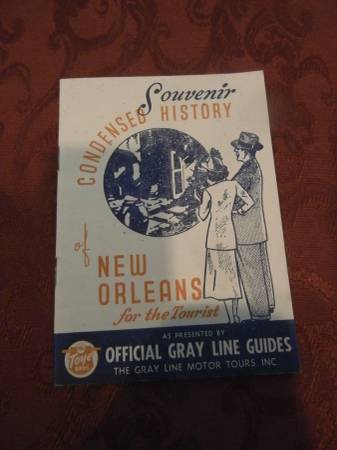 Souvenir
CONDENSED HISTORY
of
NEW
ORLEANS
for the Tourist
AS PRESENTED BY
OFFICIAL GRAY LINE GUIDES
THE GRAY LINE MOTOR TOURS INC
Toye